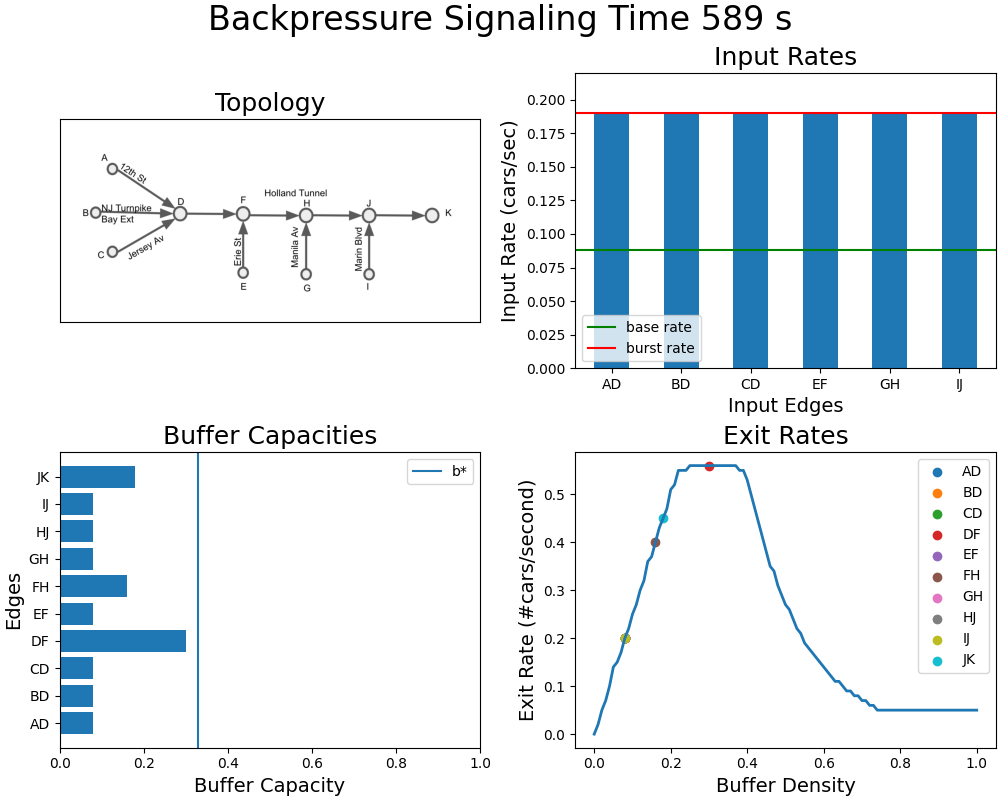 Backpressure Signaling Time 589 s
Topology
A
12th St
B
NJ Turnpike
Bay Ext
C
Jersey Av
D
F
Erie St
E
Holland Tunnel
H
Manila Av
G
J
Marin Blvd
I
K
Input Rates
Input Rate (cars/sec)
0.200
0.175
0.150
0.125
0.100
0.075
0.050
0.025
0.000
base rate
burst rate
AD BD CD EF GH IJ
Input Edges
Buffer Capacities
Edges
JK
IJ
HJ
GH
FH
EF
DF
CD
BD
AD
b*
0.0 0.2 0.4 0.6 0.8 1.0
Buffer Capacity
Exit Rates
Exit Rate (#cars/second)
0.5
0.4
0.3
0.2
0.1
0.0
AD
BD
CD
DF
EF
FH
GH
HJ
IJ
JK
0.0 0.2 0.4 0.6 0.8 1.0
Buffer Density